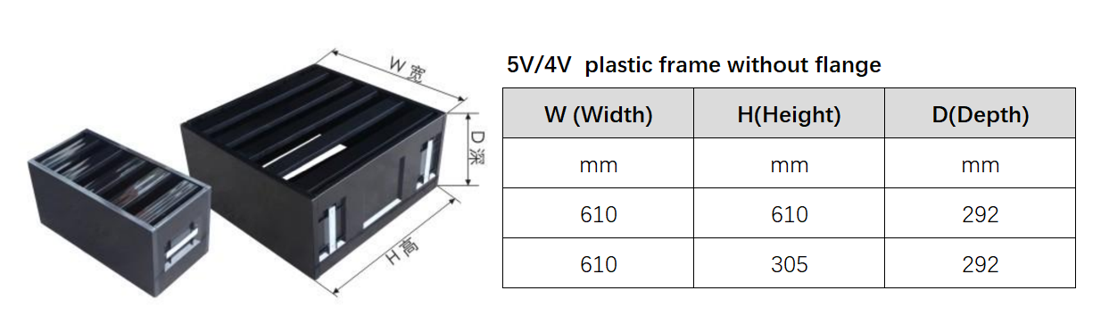 W 宽
D 深
H 高
5V/4V plastic frame without flange
W (Width) H(Height) D(Depth)
mm mm mm
610 610 292
610 305 292